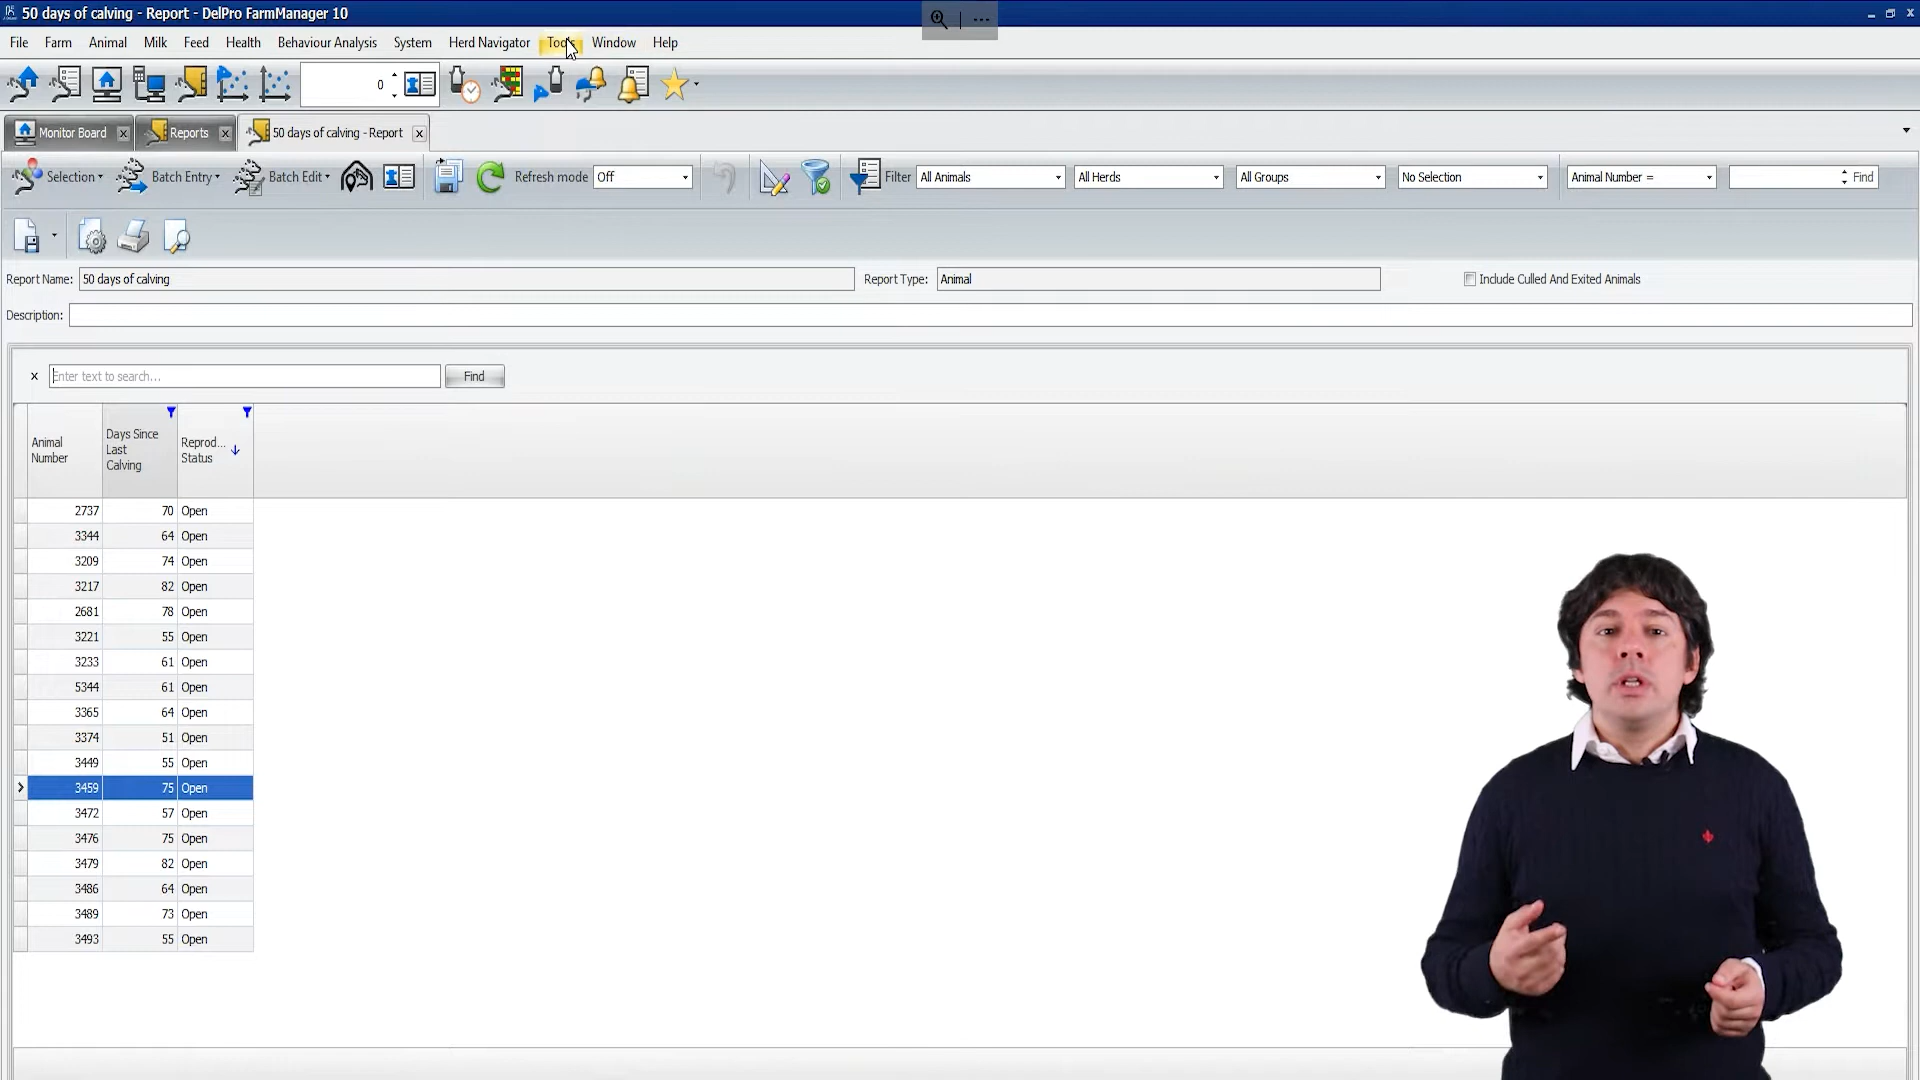 50 days of calving - Report - DelPro FarmManager 10
File Farm Animal Milk Feed Health Behaviour Analysis System Herd Navigator Tools Window Help
0
Monitor Board x Reports x 50 days of calving - Report x
Selection Batch Entry Batch Edit Refresh mode Off Filter All Animals All Herds All Groups No Selection Animal Number = Find
Report Name: 50 days of calving Report Type: Animal Include Culled And Exited Animals
Description:
x Enter text to search... Find
Animal Number Days Since Last Calving Reprod... Status
2737 70 Open
3344 64 Open
3209 74 Open
3217 82 Open
2681 78 Open
3221 55 Open
3233 61 Open
5344 61 Open
3365 64 Open
3374 51 Open
3449 55 Open
3459 75 Open
3472 57 Open
3476 75 Open
3479 82 Open
3486 64 Open
3489 73 Open
3493 55 Open